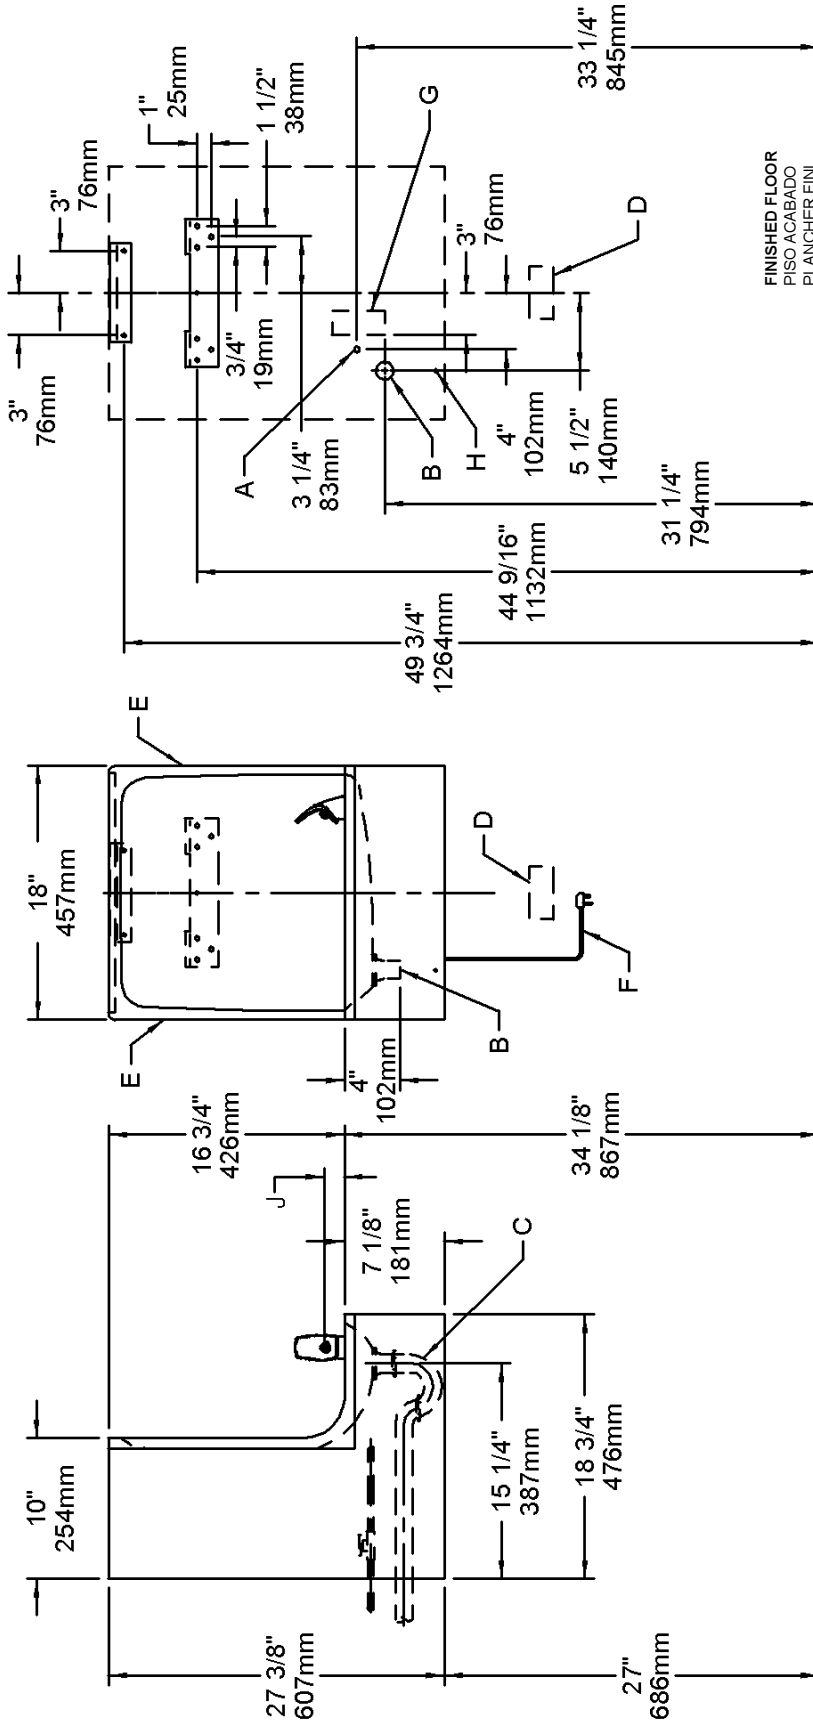 3"
76mm
3"
76mm
1"
25mm
1 1/2"
38mm
G
33 1/4"
845mm
3/4"
19mm
A
3 1/4"
83mm
B
H
4"
102mm
5 1/2"
140mm
3"
76mm
D
31 1/4"
794mm
44 9/16"
1132mm
49 3/4"
1264mm
FINISHED FLOOR
PISO ACABADO
PLANCHER FINI
18"
457mm
E
E
D
F
B
4"
102mm
16 3/4"
426mm
J
34 1/8"
867mm
7 1/8"
181mm
C
10"
254mm
15 1/4"
387mm
18 3/4"
476mm
27 3/8"
607mm
27"
686mm